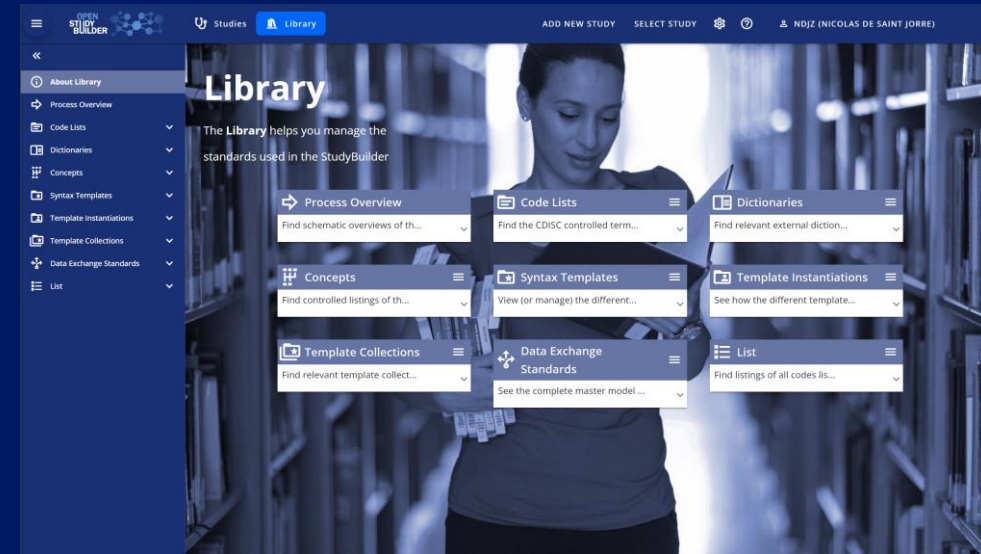 OPEN
STUDY
BUILDER
Studies
Library
ADD NEW STUDY
SELECT STUDY
NDJZ (NICOLAS DE SAINT JORRE)
About Library
Process Overview
Code Lists
Dictionaries
Concepts
Syntax Templates
Template Instantiations
Template Collections
Data Exchange Standards
List
Library
The Library helps you manage the
standards used in the StudyBuilder
Process Overview
Find schematic overviews of th...
Code Lists
Find the CDISC controlled term...
Dictionaries
Find relevant external diction...
Concepts
Find controlled listings of th...
Syntax Templates
View (or manage) the different...
Template Instantiations
See how the different template...
Template Collections
Find relevant template collect...
Data Exchange
Standards
See the complete master model ...
List
Find listings of all codes lis...